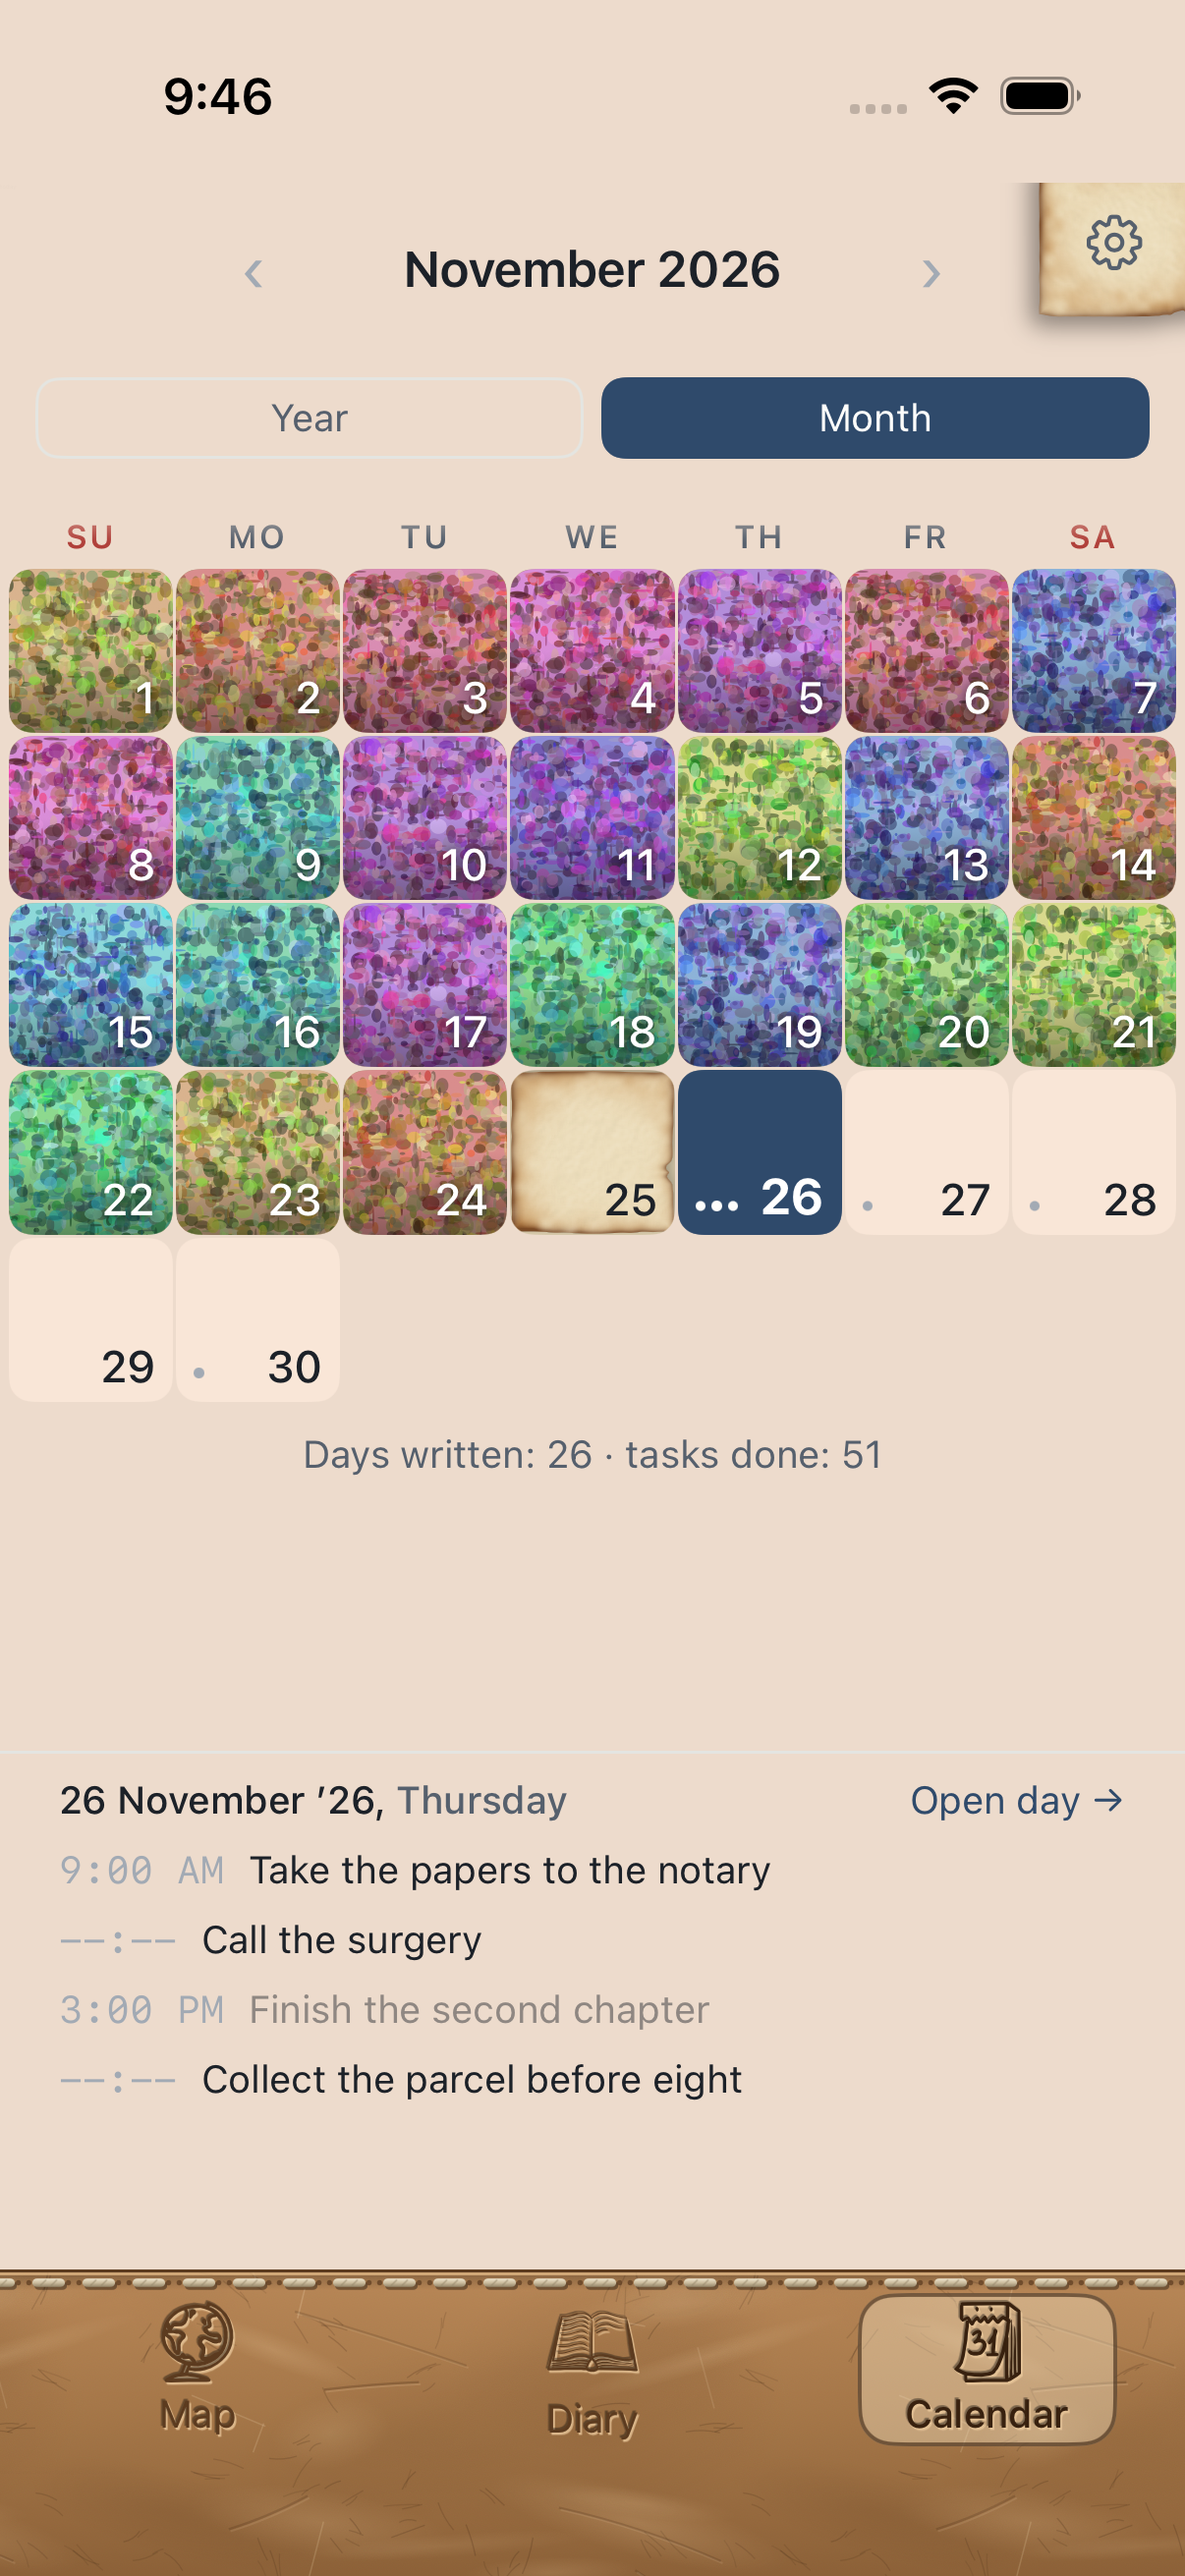 9:46
‹ November 2026 ›
Year Month
SU MO TU WE TH FR SA
1 2 3 4 5 6 7
8 9 10 11 12 13 14
15 16 17 18 19 20 21
22 23 24 25 ... 26 . 27 . 28
29 . 30
Days written: 26 · tasks done: 51
26 November ’26, Thursday Open day →
9:00 AM Take the papers to the notary
--:-- Call the surgery
3:00 PM Finish the second chapter
--:-- Collect the parcel before eight
31
Map Diary Calendar